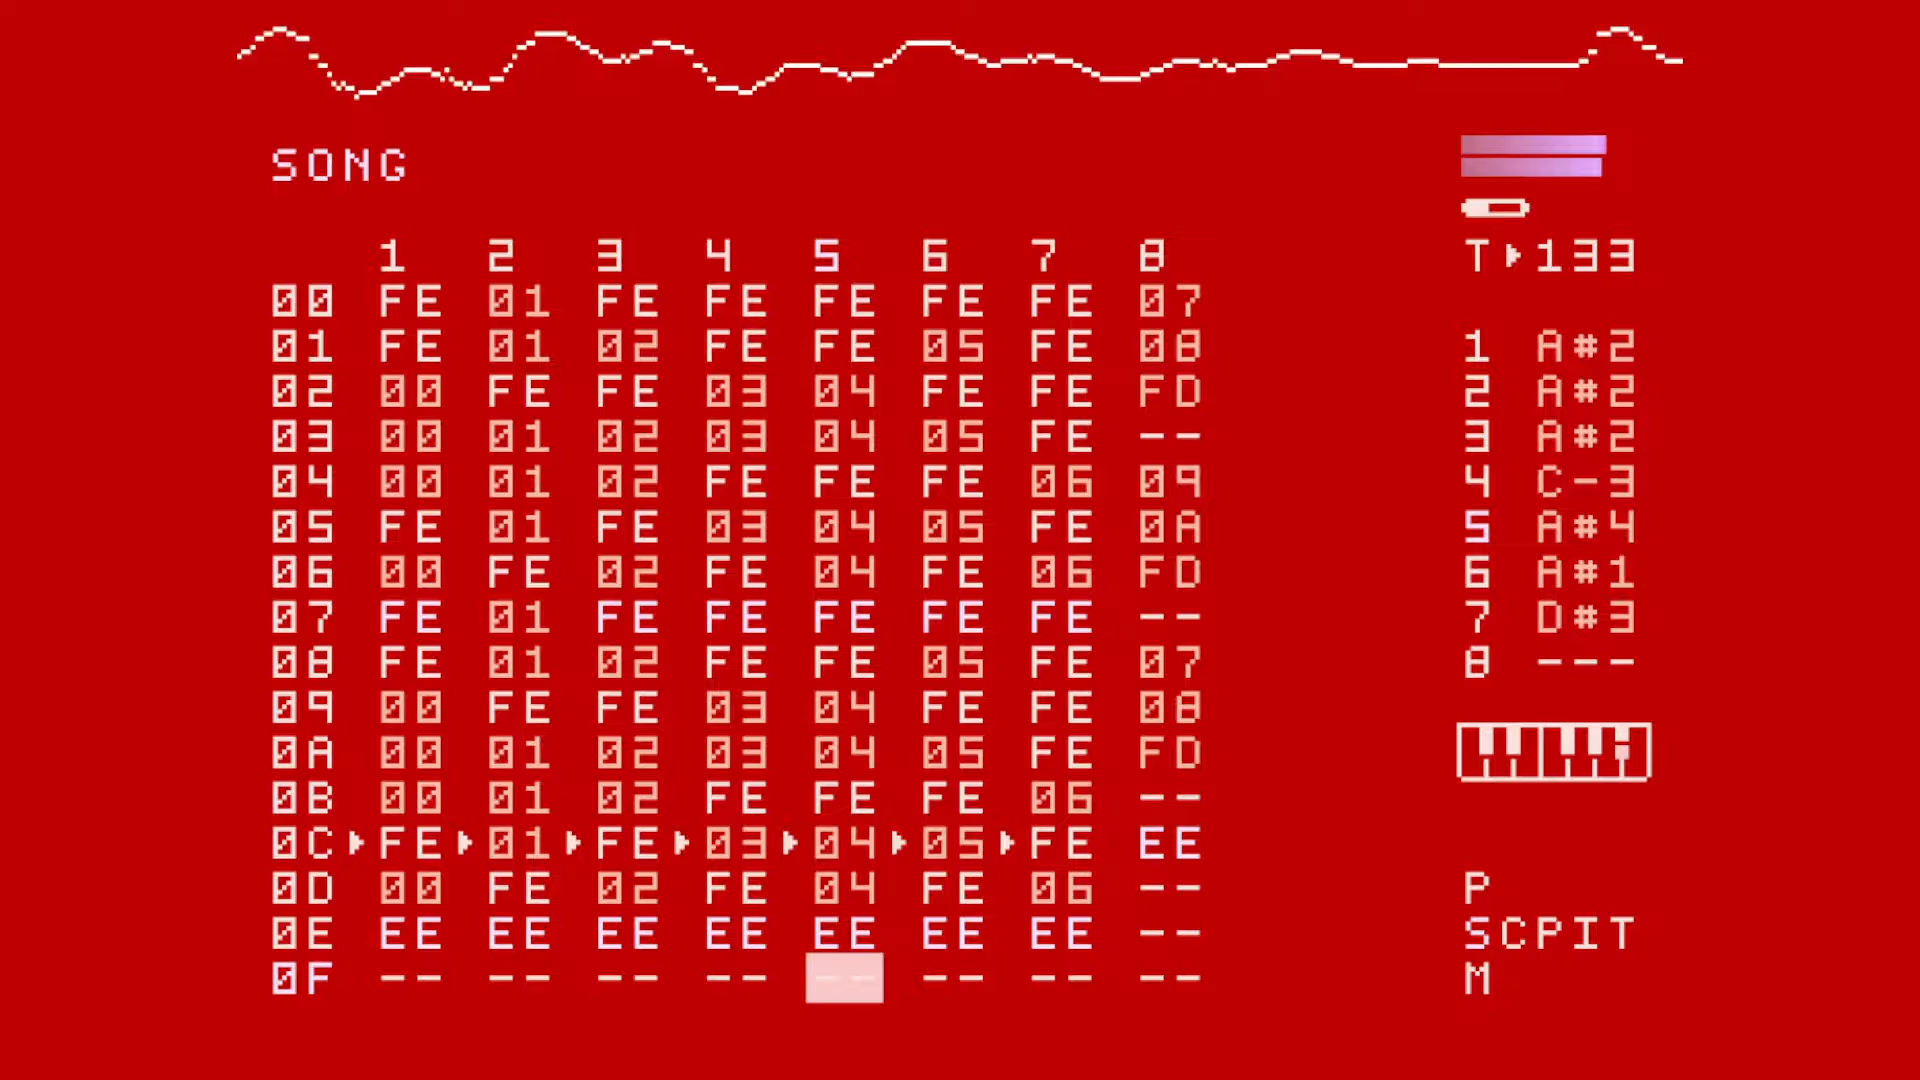 SONG
1 2 3 4 5 6 7 8 T▸133
00 FE 01 FE FE FE FE FE 07
01 FE 01 02 FE FE 05 FE 08 1 A#2
02 00 FE FE 03 04 FE FE FD 2 A#2
03 00 01 02 03 04 05 FE -- 3 A#2
04 00 01 02 FE FE FE 06 09 4 C-3
05 FE 01 FE 03 04 05 FE 0A 5 A#4
06 00 FE 02 FE 04 FE 06 FD 6 A#1
07 FE 01 FE FE FE FE FE -- 7 D#3
08 FE 01 02 FE FE 05 FE 07 8 ---
09 00 FE FE 03 04 FE FE 08
0A 00 01 02 03 04 05 FE FD
0B 00 01 02 FE FE FE 06 --
0C▸FE▸01▸FE▸03▸04▸05▸FE EE
0D 00 FE 02 FE 04 FE 06 -- P
0E EE EE EE EE EE EE EE -- SCPIT
0F -- -- -- -- -- -- -- -- M